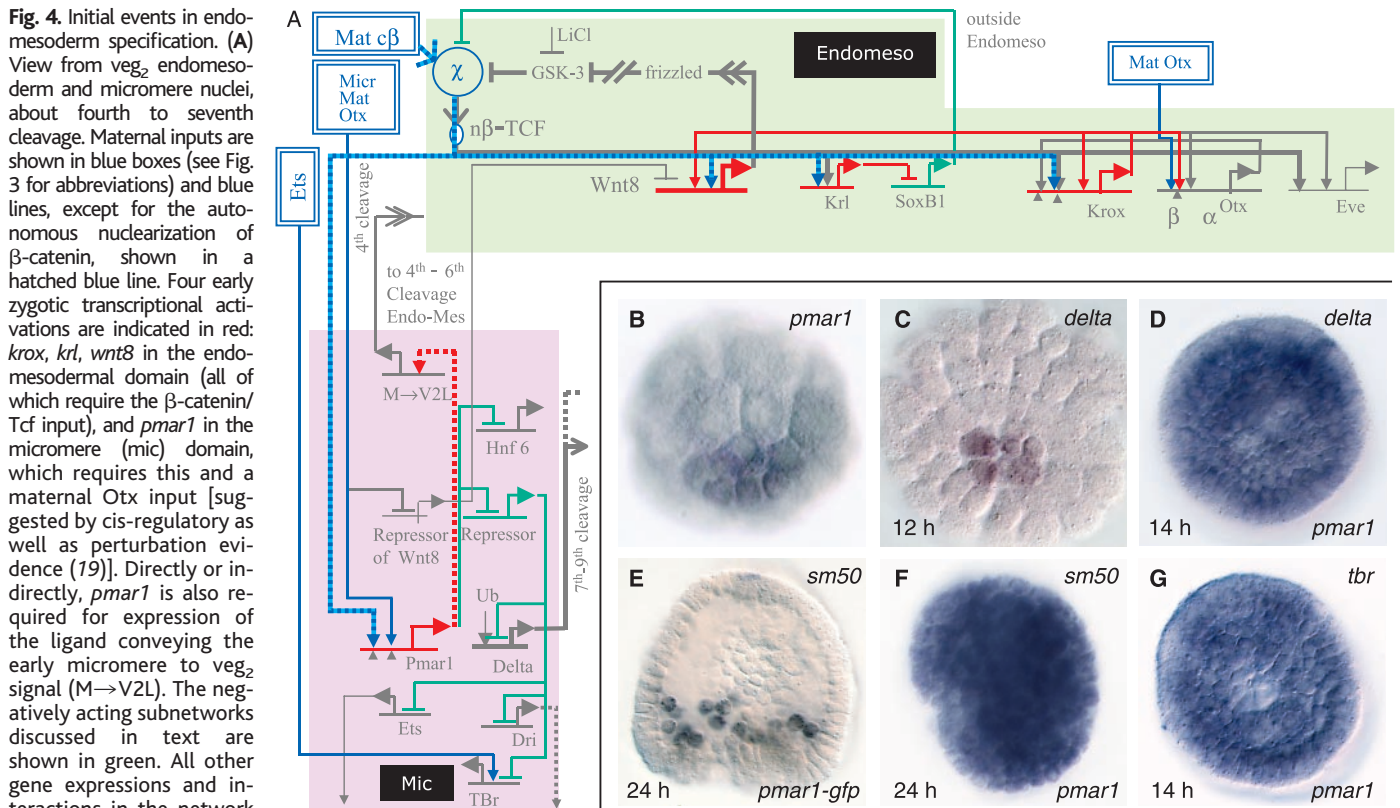 Fig. 4. Initial events in endo-
mesoderm specification. (A)
View from veg2 endomeso-
derm and micromere nuclei,
about fourth to seventh
cleavage. Maternal inputs are
shown in blue boxes (see Fig.
3 for abbreviations) and blue
lines, except for the auto-
nomous nuclearization of
β-catenin, shown in a
hatched blue line. Four early
zygotic transcriptional acti-
vations are indicated in red:
krox, krl, wnt8 in the endo-
mesodermal domain (all of
which require the β-catenin/
Tcf input), and pmar1 in the
micromere (mic) domain,
which requires this and a
maternal Otx input [sug-
gested by cis-regulatory as
well as perturbation evi-
dence (19)]. Directly or in-
directly, pmar1 is also re-
quired for expression of
the ligand conveying the
early micromere to veg2
signal (M→V2L). The neg-
atively acting subnetworks
discussed in text are
shown in green. All other
gene expressions and in-
teractions in the network
A
Mat cβ
Micr
Mat
Otx
Ets
χ
LiCl
GSK-3
frizzled
nβ-TCF
Endomeso
outside
Endomeso
Mat Otx
Wnt8
Krl
SoxB1
Krox
β
α
Otx
Eve
4th cleavage
to 4th - 6th
Cleavage
Endo-Mes
M→V2L
Hnf 6
Repressor
of Wnt8
Repressor
7th-9th cleavage
Ub
Pmar1
Delta
Ets
Dri
Mic
TBr
B
pmar1
C
delta
12 h
D
delta
14 h
pmar1
E
sm50
24 h
pmar1-gfp
F
sm50
24 h
pmar1
G
tbr
14 h
pmar1